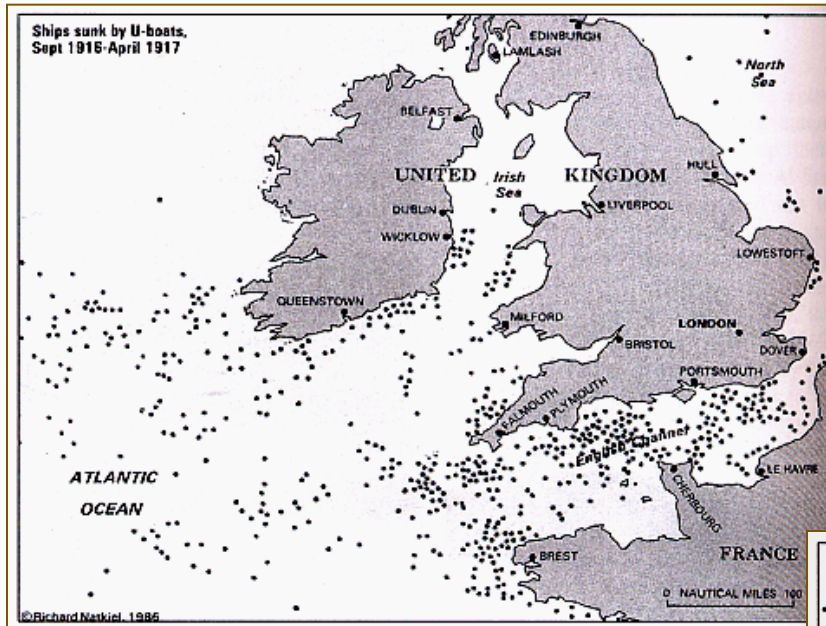 Ships sunk by U-boats,
Sept 1916-April 1917
EDINBURGH
LAMLASH
North
Sea
BELFAST
UNITED
Irish
Sea
KINGDOM
HULL
DUBLIN
LIVERPOOL
WICKLOW
LOWESTOFT
QUEENSTOWN
MILFORD
LONDON
BRISTOL
DOVER
PORTSMOUTH
FALMOUTH
PLYMOUTH
English Channel
ATLANTIC
OCEAN
LE HAVRE
CHERBOURG
BREST
FRANCE
0 NAUTICAL MILES 100
©Richard Natkiel, 1986